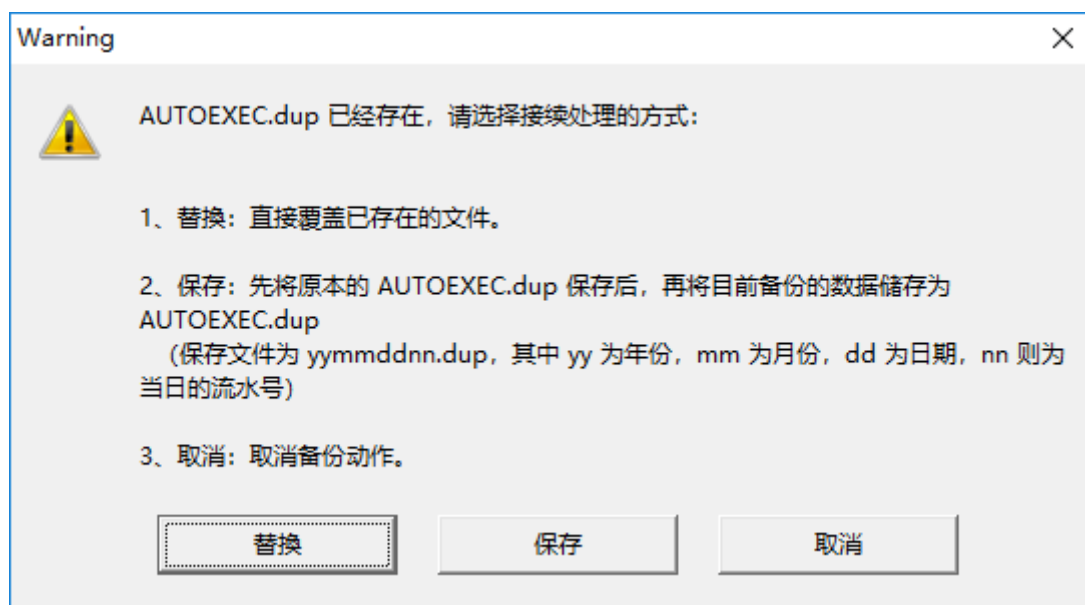 Warning
AUTOEXEC.dup 已经存在，请选择接续处理的方式：
1、替换：直接覆盖已存在的文件。
2、保存：先将原本的 AUTOEXEC.dup 保存后，再将目前备份的数据储存为
AUTOEXEC.dup
（保存文件为 yymmddnn.dup，其中 yy 为年份，mm 为月份，dd 为日期，nn 则为
当日的流水号）
3、取消：取消备份动作。
替换
保存
取消